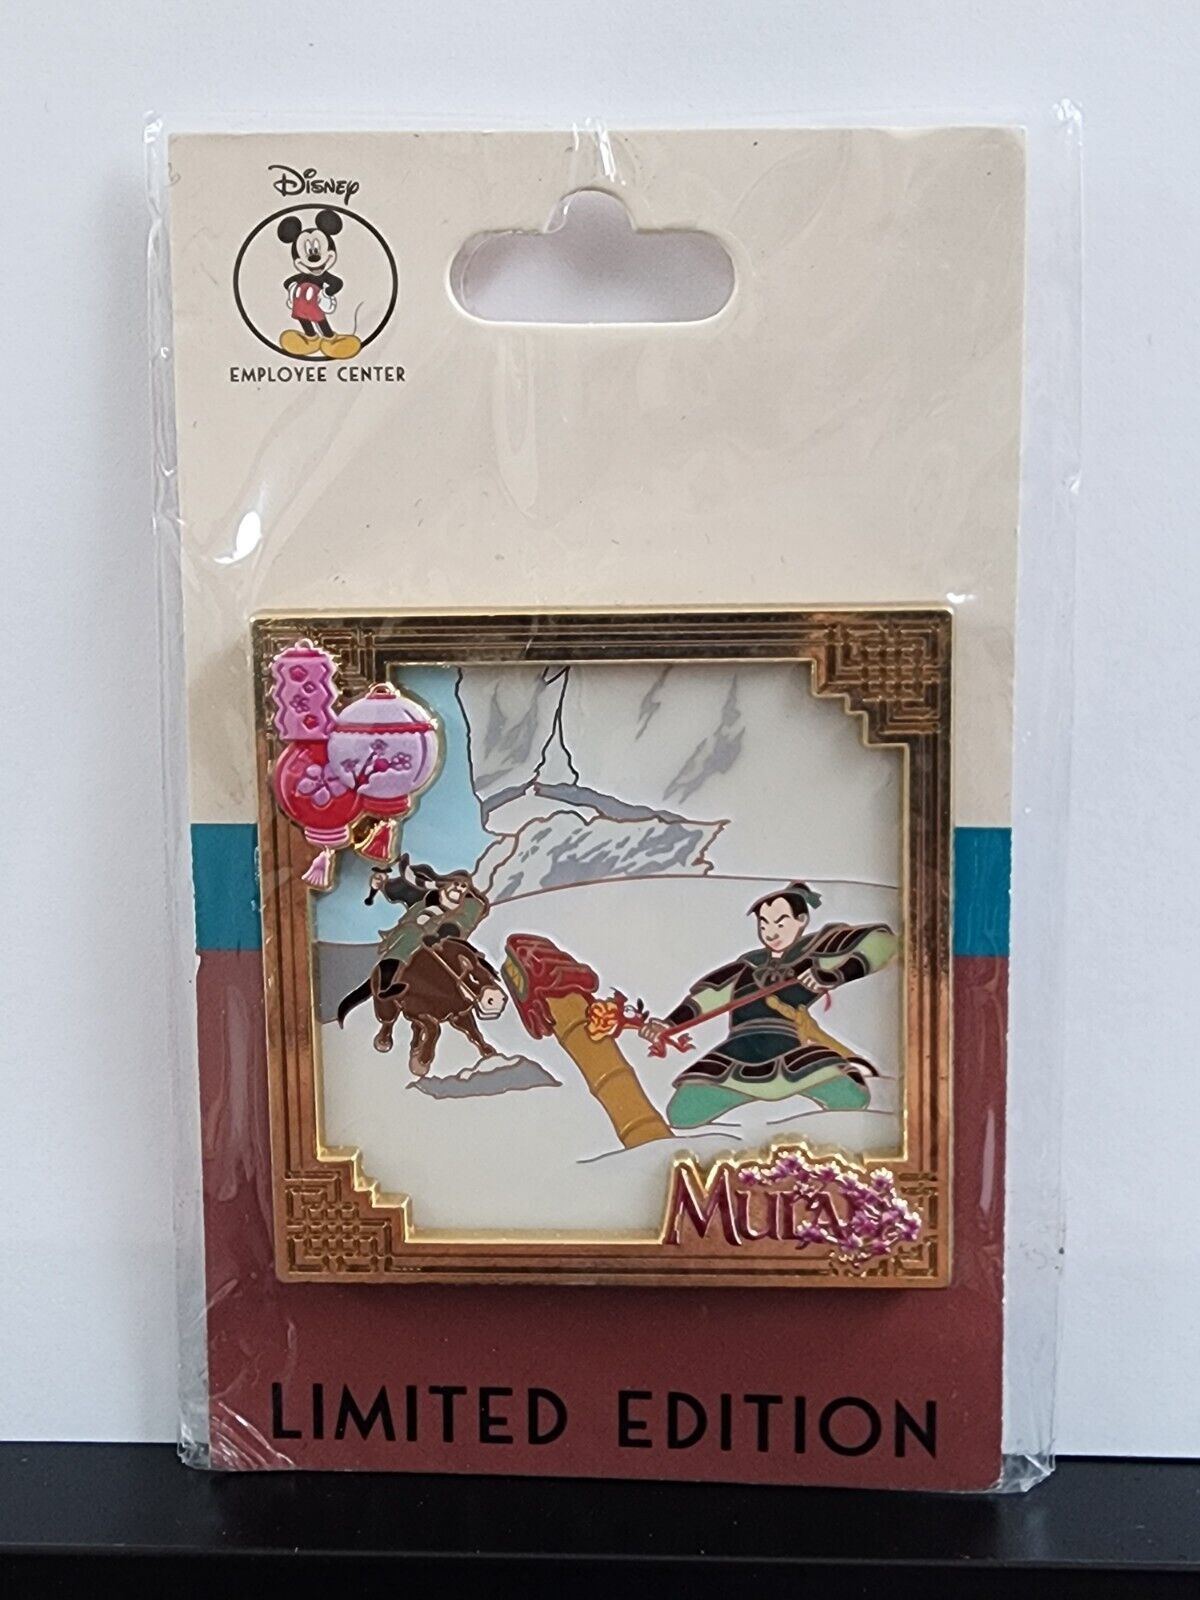 Disney
EMPLOYEE CENTER
MULAN
LIMITED EDITION